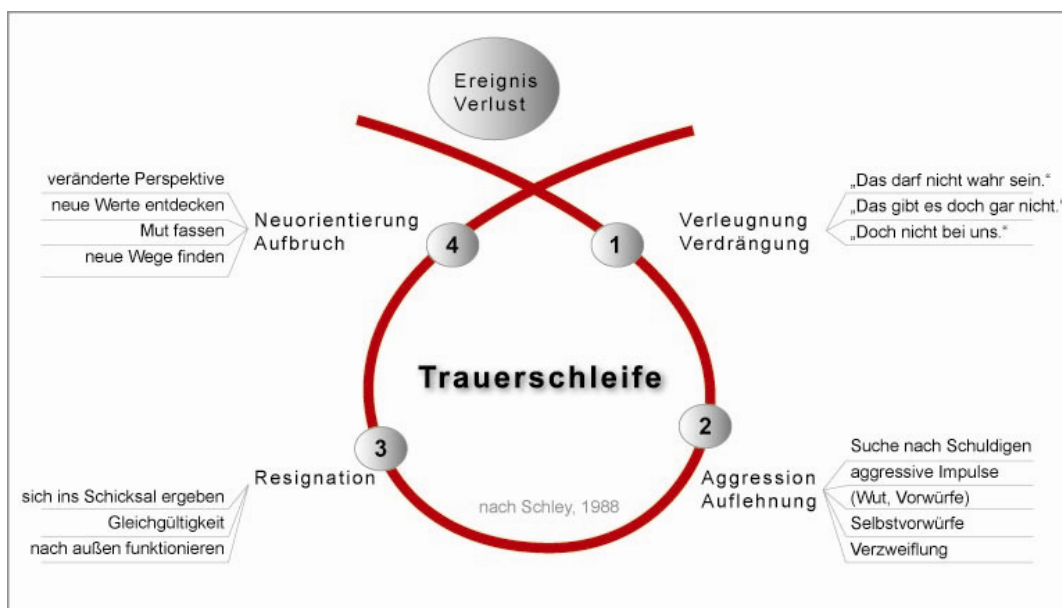 Ereignis
Verlust
veränderte Perspektive
neue Werte entdecken
Mut fassen
neue Wege finden
Neuorientierung
Aufbruch
4
1
Verleugnung
Verdrängung
„Das darf nicht wahr sein.“
„Das gibt es doch gar nicht.“
„Doch nicht bei uns.“
Trauerschleife
3
Resignation
sich ins Schicksal ergeben
Gleichgültigkeit
nach außen funktionieren
2
Aggression
Auflehnung
Suche nach Schuldigen
aggressive Impulse
(Wut, Vorwürfe)
Selbstvorwürfe
Verzweiflung
nach Schley, 1988